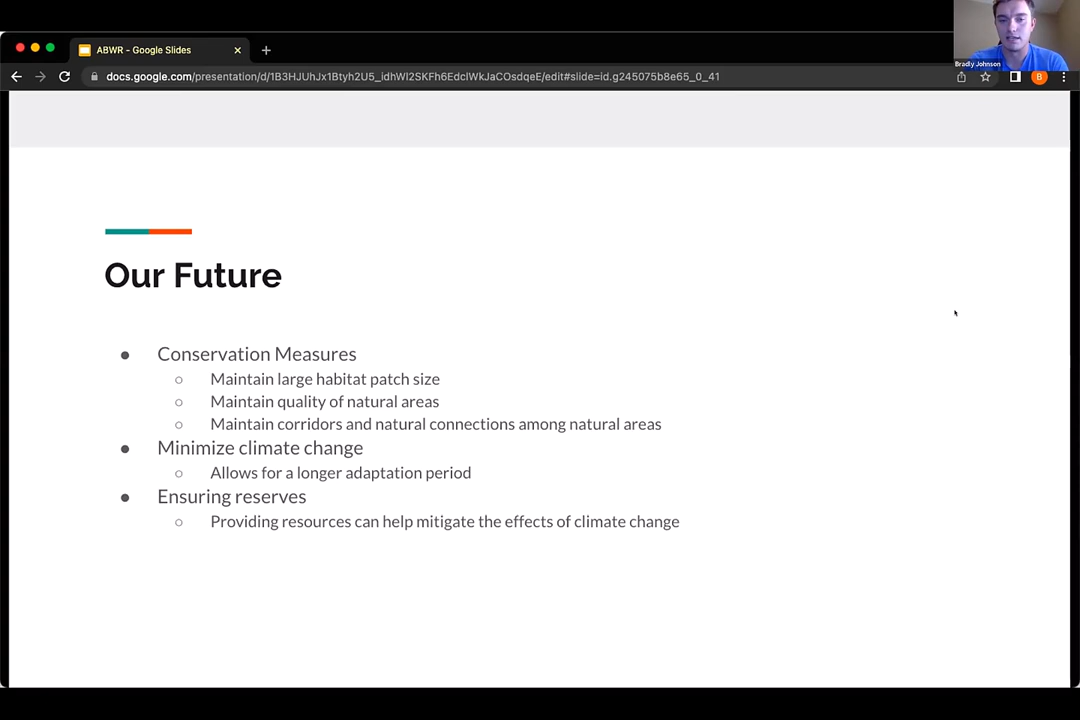 ABWR - Google Slides
Bradly Johnson
docs.google.com/presentation/d/1B3HJUhJx1Btyh2U5_idhWI2SKFh6EdclWkJaCOsdqeE/edit#slide=id.g245075b8e65_0_41
B
Our Future
● Conservation Measures
○ Maintain large habitat patch size
○ Maintain quality of natural areas
○ Maintain corridors and natural connections among natural areas
● Minimize climate change
○ Allows for a longer adaptation period
● Ensuring reserves
○ Providing resources can help mitigate the effects of climate change